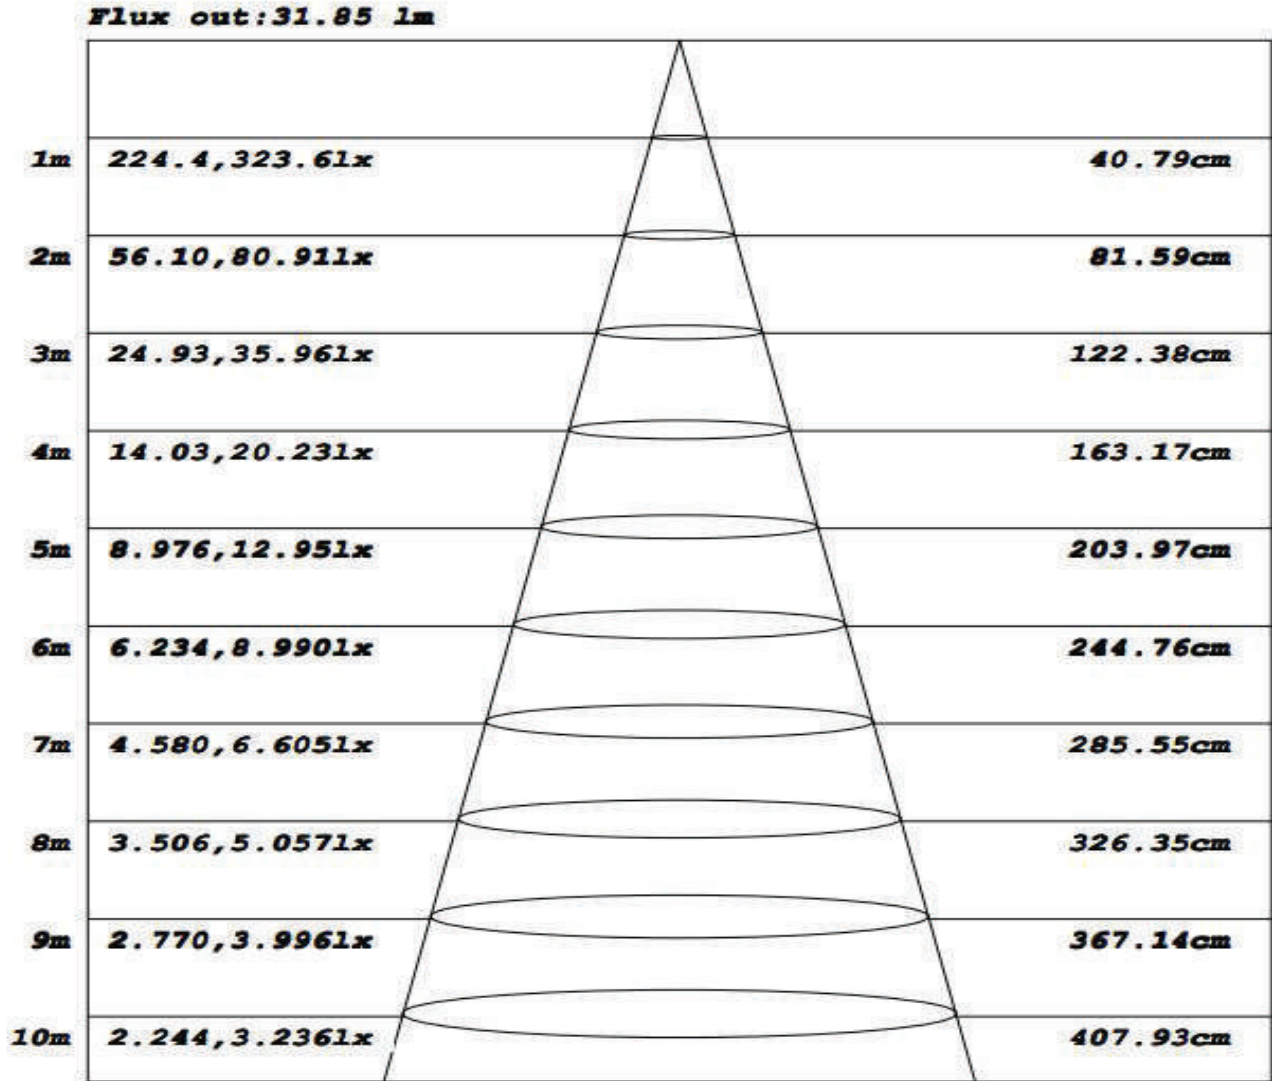 Flux out:31.85 lm
1m 224.4,323.6lx 40.79cm
2m 56.10,80.91lx 81.59cm
3m 24.93,35.96lx 122.38cm
4m 14.03,20.23lx 163.17cm
5m 8.976,12.95lx 203.97cm
6m 6.234,8.990lx 244.76cm
7m 4.580,6.605lx 285.55cm
8m 3.506,5.057lx 326.35cm
9m 2.770,3.996lx 367.14cm
10m 2.244,3.236lx 407.93cm